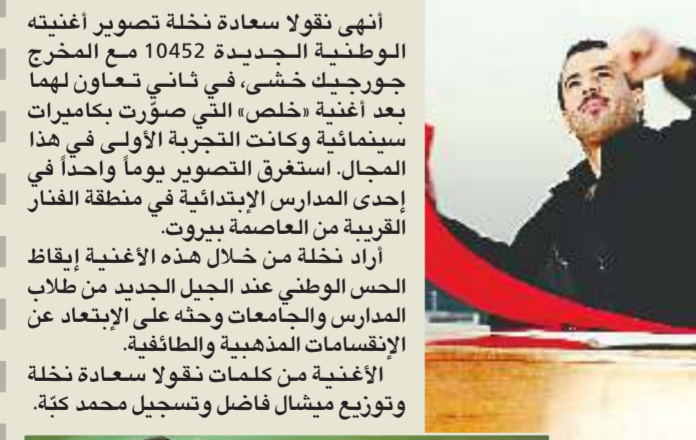 أنهى نقولا سعادة نخلة تصوير أغنيته
الوطنية الجديدة 10452 مع المخرج
جورجيك خشى، في ثاني تعاون لهما
بعد أغنية «خلص» التي صوّرت بكاميرات
سينمائية وكانت التجربة الأولى في هذا
المجال. استغرق التصوير يوماً واحداً في
إحدى المدارس الإبتدائية في منطقة الفنار
القريبة من العاصمة بيروت.
أراد نخلة من خلال هذه الأغنية إيقاظ
الحس الوطني عند الجيل الجديد من طلاب
المدارس والجامعات وحثه على الإبتعاد عن
الإنقسامات المذهبية والطائفية.
الأغنية من كلمات نقولا سعادة نخلة
وتوزيع ميشال فاضل وتسجيل محمد كبّة.